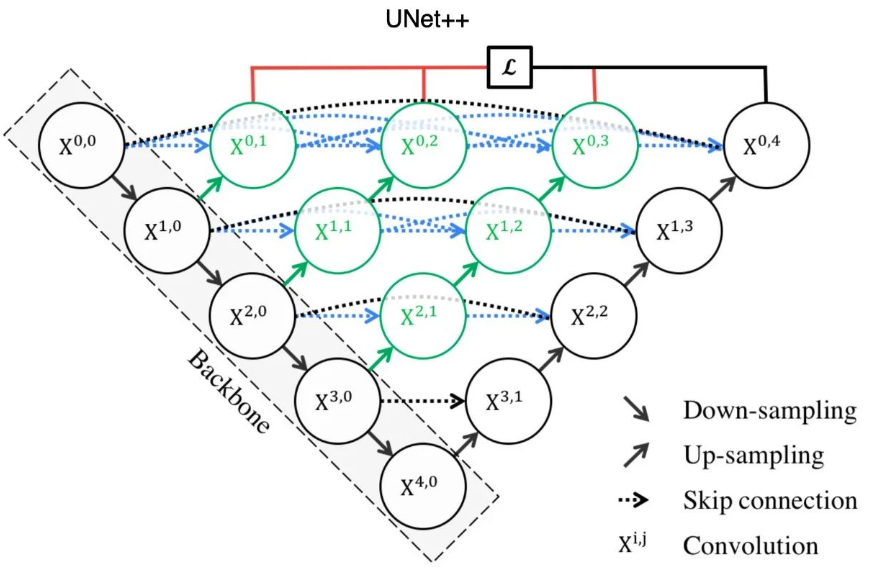 UNet++
ℒ
X0,0
X0,1
X0,2
X0,3
X0,4
X1,0
X1,1
X1,2
X1,3
X2,0
X2,1
X2,2
Backbone
X3,0
X3,1
X4,0
Down-sampling
Up-sampling
Skip connection
Xi,j Convolution